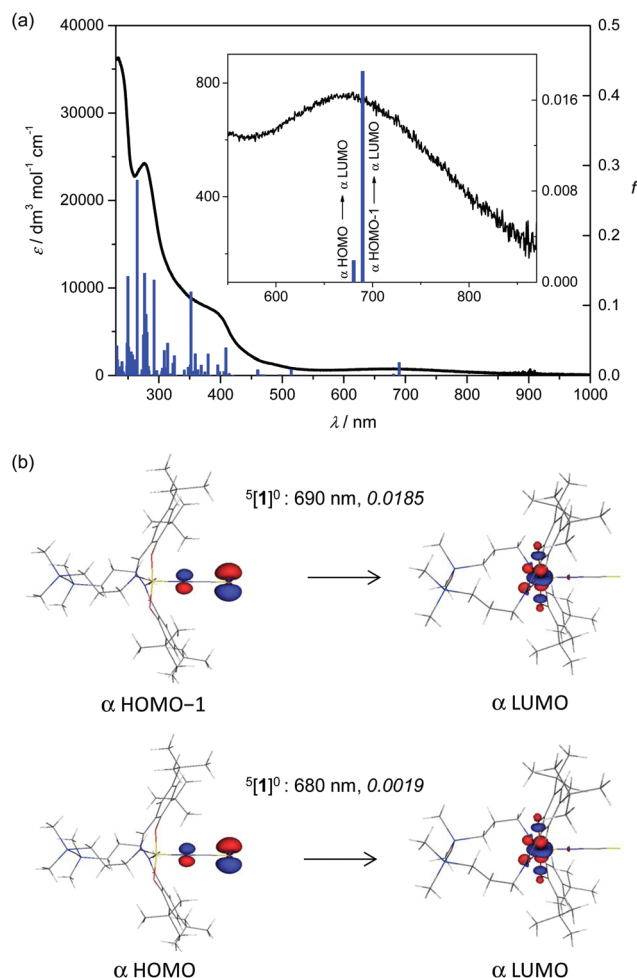 (a)
40000
35000
30000
20000
10000
0
ε / dm³ mol⁻¹ cm⁻¹
0.5
0.4
0.3
0.2
0.1
0.0
f
800
400
0.016
0.008
0.000
600 700 800
α HOMO → α LUMO
α HOMO-1 → α LUMO
300 400 500 600 700 800 900 1000
λ / nm
(b)
⁵[1]⁰ : 690 nm, 0.0185
α HOMO−1 α LUMO
⁵[1]⁰ : 680 nm, 0.0019
α HOMO α LUMO